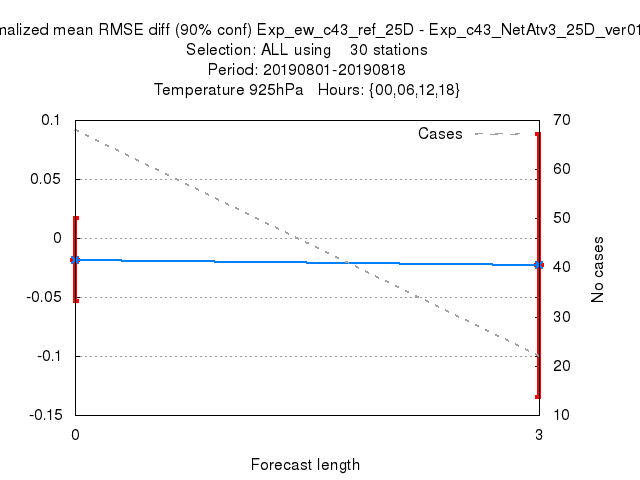 malized mean RMSE diff (90% conf) Exp_ew_c43_ref_25D - Exp_c43_NetAtv3_25D_ver01
Selection: ALL using 30 stations
Period: 20190801-20190818
Temperature 925hPa Hours: {00,06,12,18}
0.1
0.05
0
-0.05
-0.1
-0.15
Cases
70
60
50
40
30
20
10
No cases
0
3
Forecast length